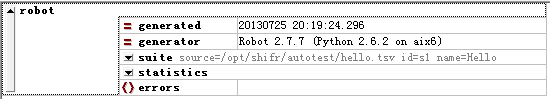 robot
generated 20130725 20:19:24.296
generator Robot 2.7.7 (Python 2.6.2 on aix6)
suite source=/opt/shifr/autotest/hello.tsv id=s1 name=Hello
statistics
errors